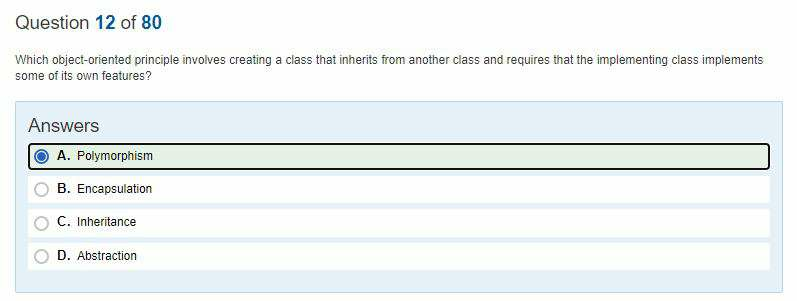 Question 12 of 80
Which object-oriented principle involves creating a class that inherits from another class and requires that the implementing class implements
some of its own features?
Answers
A. Polymorphism
B. Encapsulation
C. Inheritance
D. Abstraction